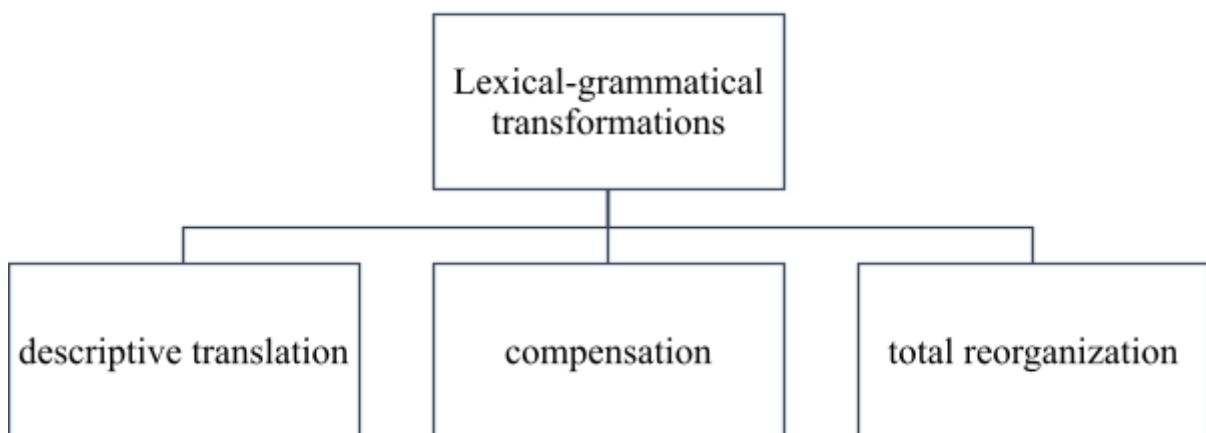 Lexical-grammatical
transformations
descriptive translation
compensation
total reorganization